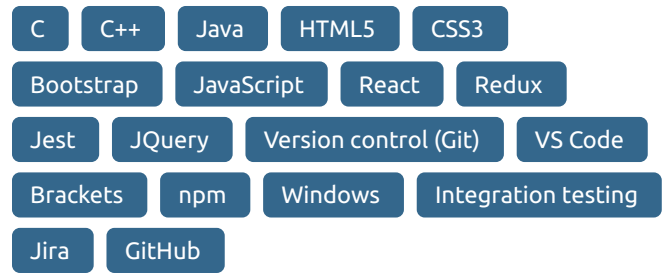 C C++ Java HTML5 CSS3
Bootstrap JavaScript React Redux
Jest JQuery Version control (Git) VS Code
Brackets npm Windows Integration testing
Jira GitHub